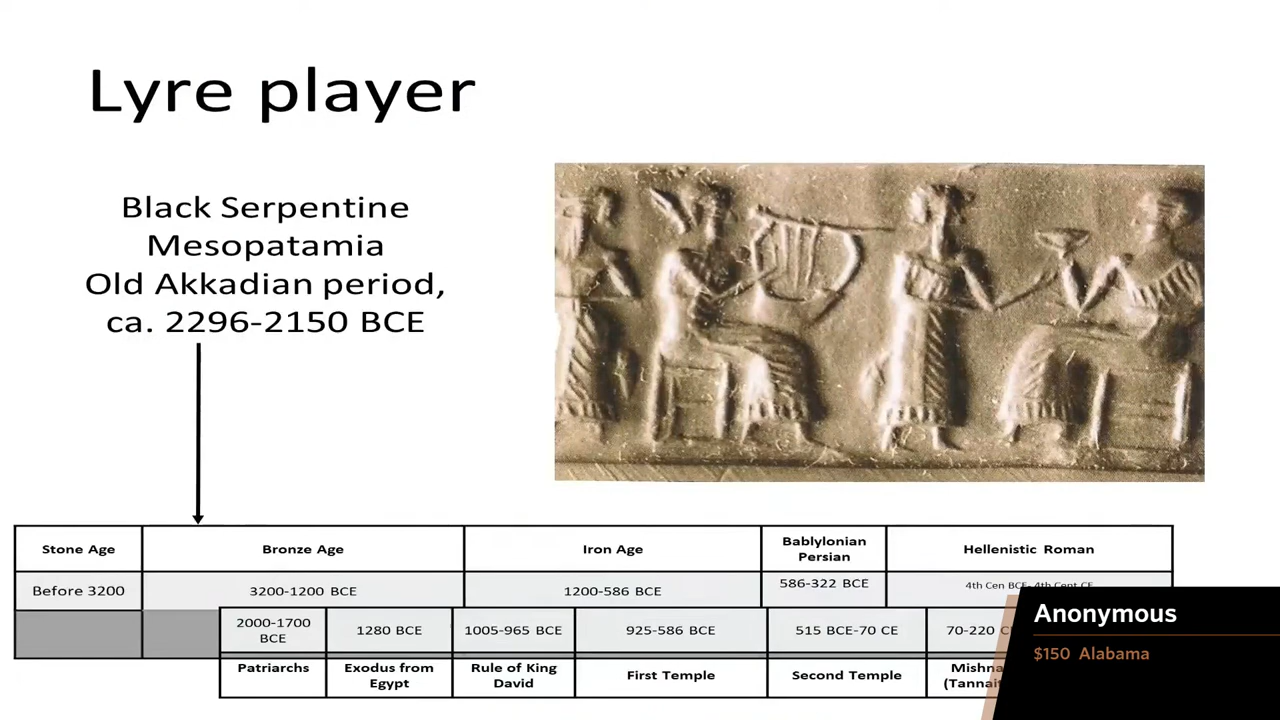 Lyre player
Black Serpentine
Mesopotamia
Old Akkadian period,
ca. 2296-2150 BCE
Stone Age
Bronze Age
Iron Age
Bablylonian
Persian
Hellenistic Roman
Before 3200
3200-1200 BCE
1200-586 BCE
586-322 BCE
4th Cen BCE- 4th Cent CE
2000-1700
BCE
1280 BCE
1005-965 BCE
925-586 BCE
515 BCE-70 CE
70-220 C
Patriarchs
Exodus from
Egypt
Rule of King
David
First Temple
Second Temple
Mishna
(Tannait
Anonymous
$150 Alabama